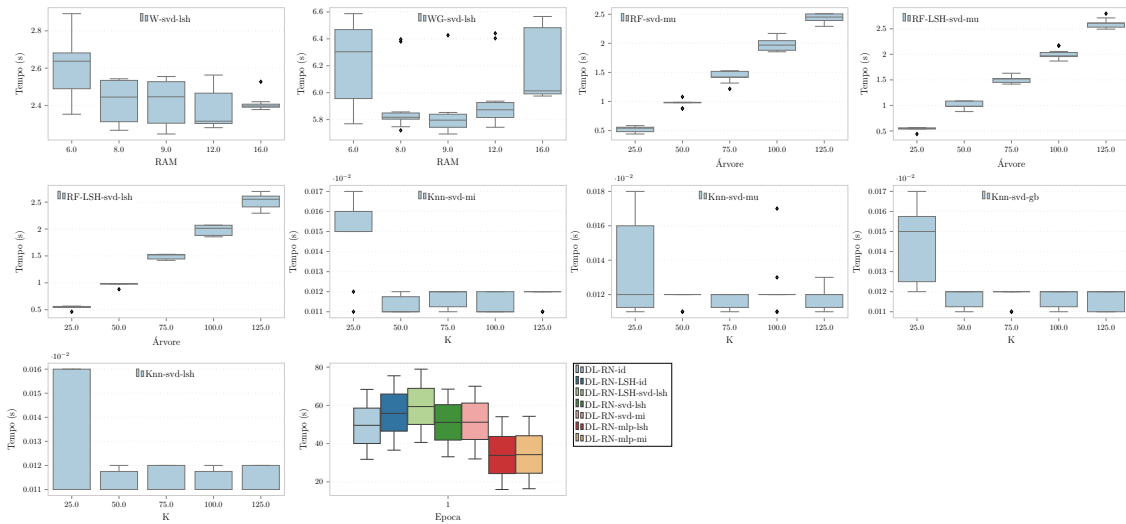 W-svd-lsh
Tempo (s)
2.8
2.6
2.4
6.0 8.0 9.0 12.0 16.0
RAM
WG-svd-lsh
Tempo (s)
6.6
6.4
6.2
6.0
5.8
6.0 8.0 9.0 12.0 16.0
RAM
RF-svd-mu
Tempo (s)
2.5
2
1.5
1
0.5
25.0 50.0 75.0 100.0 125.0
Árvore
RF-LSH-svd-mu
Tempo (s)
2.5
2
1.5
1
0.5
25.0 50.0 75.0 100.0 125.0
Árvore
RF-LSH-svd-lsh
Tempo (s)
2.5
2
1.5
1
0.5
25.0 50.0 75.0 100.0 125.0
Árvore
Knn-svd-mi
·10⁻²
Tempo (s)
0.017
0.016
0.015
0.014
0.013
0.012
0.011
25.0 50.0 75.0 100.0 125.0
K
Knn-svd-mu
·10⁻²
Tempo (s)
0.018
0.016
0.014
0.012
25.0 50.0 75.0 100.0 125.0
K
Knn-svd-gb
·10⁻²
Tempo (s)
0.017
0.016
0.015
0.014
0.013
0.012
0.011
25.0 50.0 75.0 100.0 125.0
K
Knn-svd-lsh
·10⁻²
Tempo (s)
0.016
0.015
0.014
0.013
0.012
0.011
25.0 50.0 75.0 100.0 125.0
K
Tempo (s)
80
60
40
20
1
Epoca
DL-RN-id
DL-RN-LSH-id
DL-RN-LSH-svd-lsh
DL-RN-svd-lsh
DL-RN-svd-mi
DL-RN-mlp-lsh
DL-RN-mlp-mi